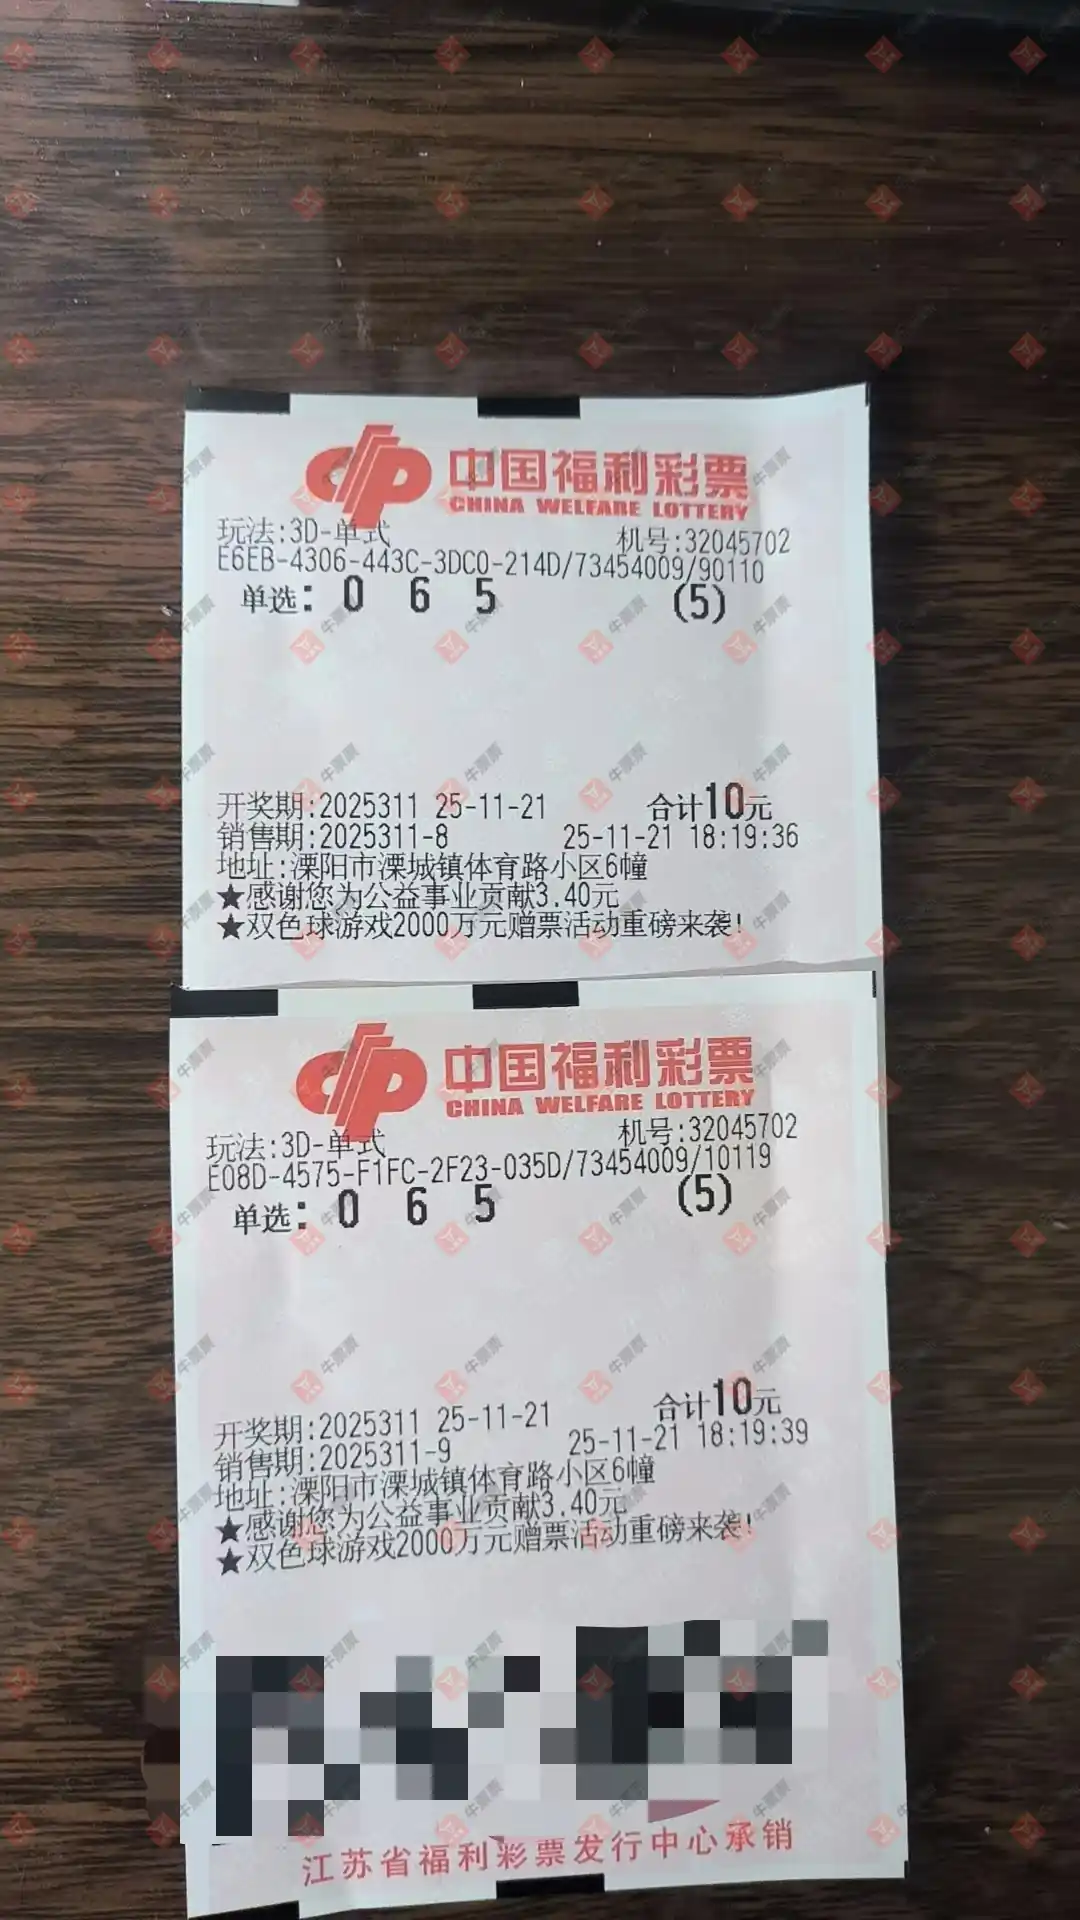 中国福利彩票
CHINA WELFARE LOTTERY
玩法:3D-单式 机号:32045702
E6EB-4306-443C-3DC0-214D/73454009/90110
单选: 0 6 5 (5)
开奖期:2025311 25-11-21 合计10元
销售期:2025311-8 25-11-21 18:19:36
地址:溧阳市溧城镇体育路小区6幢
★感谢您为公益事业贡献3.40元
★双色球游戏2000万元赠票活动重磅来袭!
中国福利彩票
CHINA WELFARE LOTTERY
玩法:3D-单式 机号:32045702
E08D-4575-F1FC-2F23-035D/73454009/10119
单选: 0 6 5 (5)
开奖期:2025311 25-11-21 合计10元
销售期:2025311-9 25-11-21 18:19:39
地址:溧阳市溧城镇体育路小区6幢
★感谢您为公益事业贡献3.40元
★双色球游戏2000万元赠票活动重磅来袭!
江苏省福利彩票发行中心承销